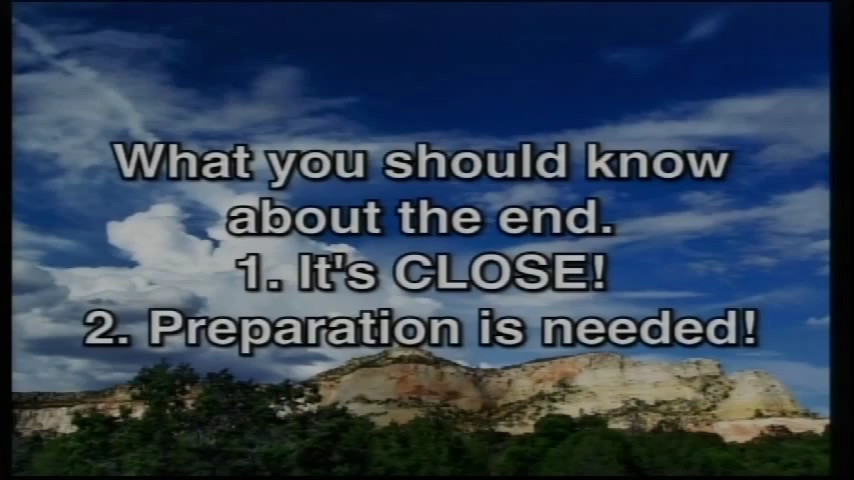 What you should know
about the end.
1. It's CLOSE!
2. Preparation is needed!